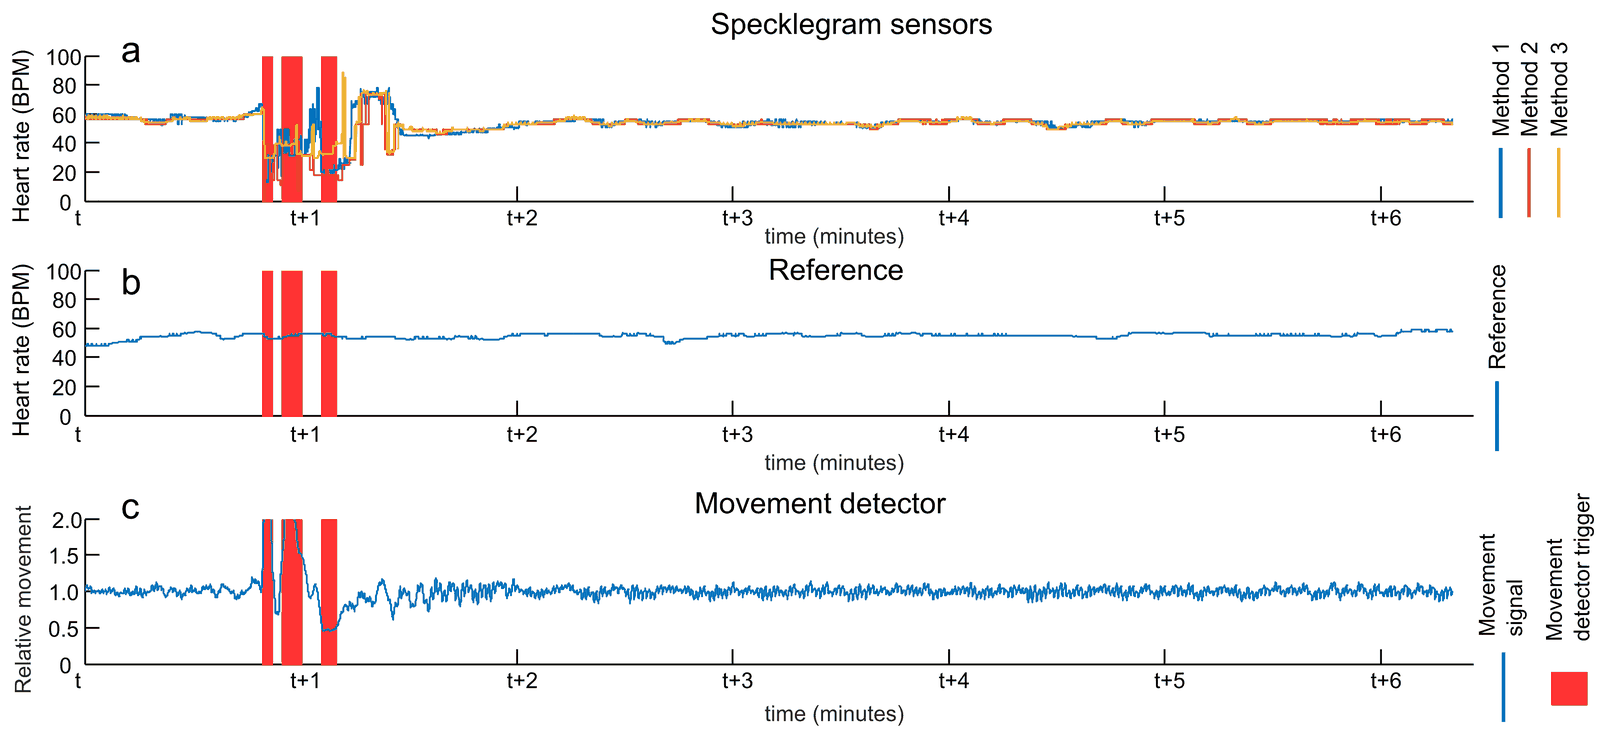 Specklegram sensors
a
Heart rate (BPM)
100
80
60
40
20
0
t
t+1
t+2
t+3
t+4
t+5
t+6
time (minutes)
Method 1
Method 2
Method 3
Reference
b
Heart rate (BPM)
100
80
60
40
20
0
t
t+1
t+2
t+3
t+4
t+5
t+6
time (minutes)
Reference
Movement detector
c
Relative movement
2.0
1.5
1.0
0.5
0
t
t+1
t+2
t+3
t+4
t+5
t+6
time (minutes)
Movement
signal
Movement
detector trigger